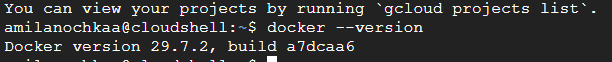 You can view your projects by running `gcloud projects list`.
amilanochkaa@cloudshell:~$ docker --version
Docker version 29.7.2, build a7dcaa6